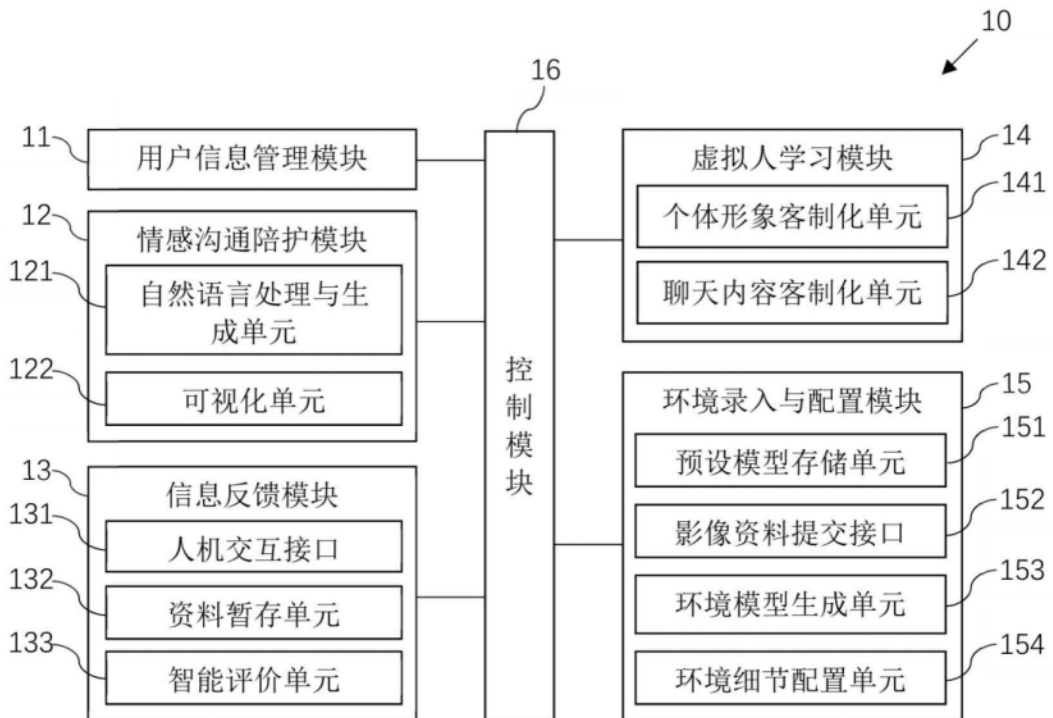 10
16
11
用户信息管理模块
12
情感沟通陪护模块
121
自然语言处理与生
成单元
122
可视化单元
13
信息反馈模块
131
人机交互接口
132
资料暂存单元
133
智能评价单元
控
制
模
块
14
虚拟人学习模块
141
个体形象客制化单元
142
聊天内容客制化单元
15
环境录入与配置模块
151
预设模型存储单元
152
影像资料提交接口
153
环境模型生成单元
154
环境细节配置单元